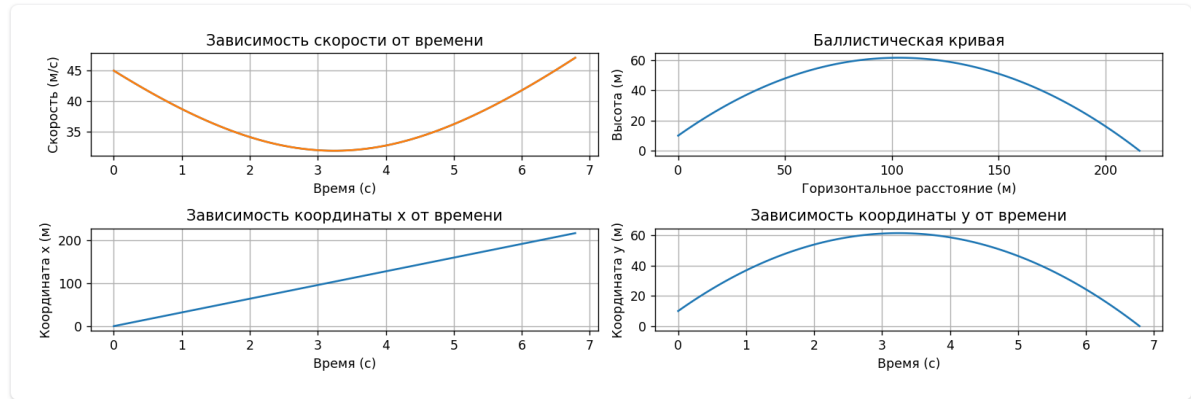 Зависимость скорости от времени
Скорость (м/с)
45
40
35
0 1 2 3 4 5 6 7
Время (с)
Баллистическая кривая
Высота (м)
60
40
20
0
0 50 100 150 200
Горизонтальное расстояние (м)
Зависимость координаты x от времени
Координата x (м)
200
100
0
0 1 2 3 4 5 6 7
Время (с)
Зависимость координаты y от времени
Координата y (м)
60
40
20
0
0 1 2 3 4 5 6 7
Время (с)